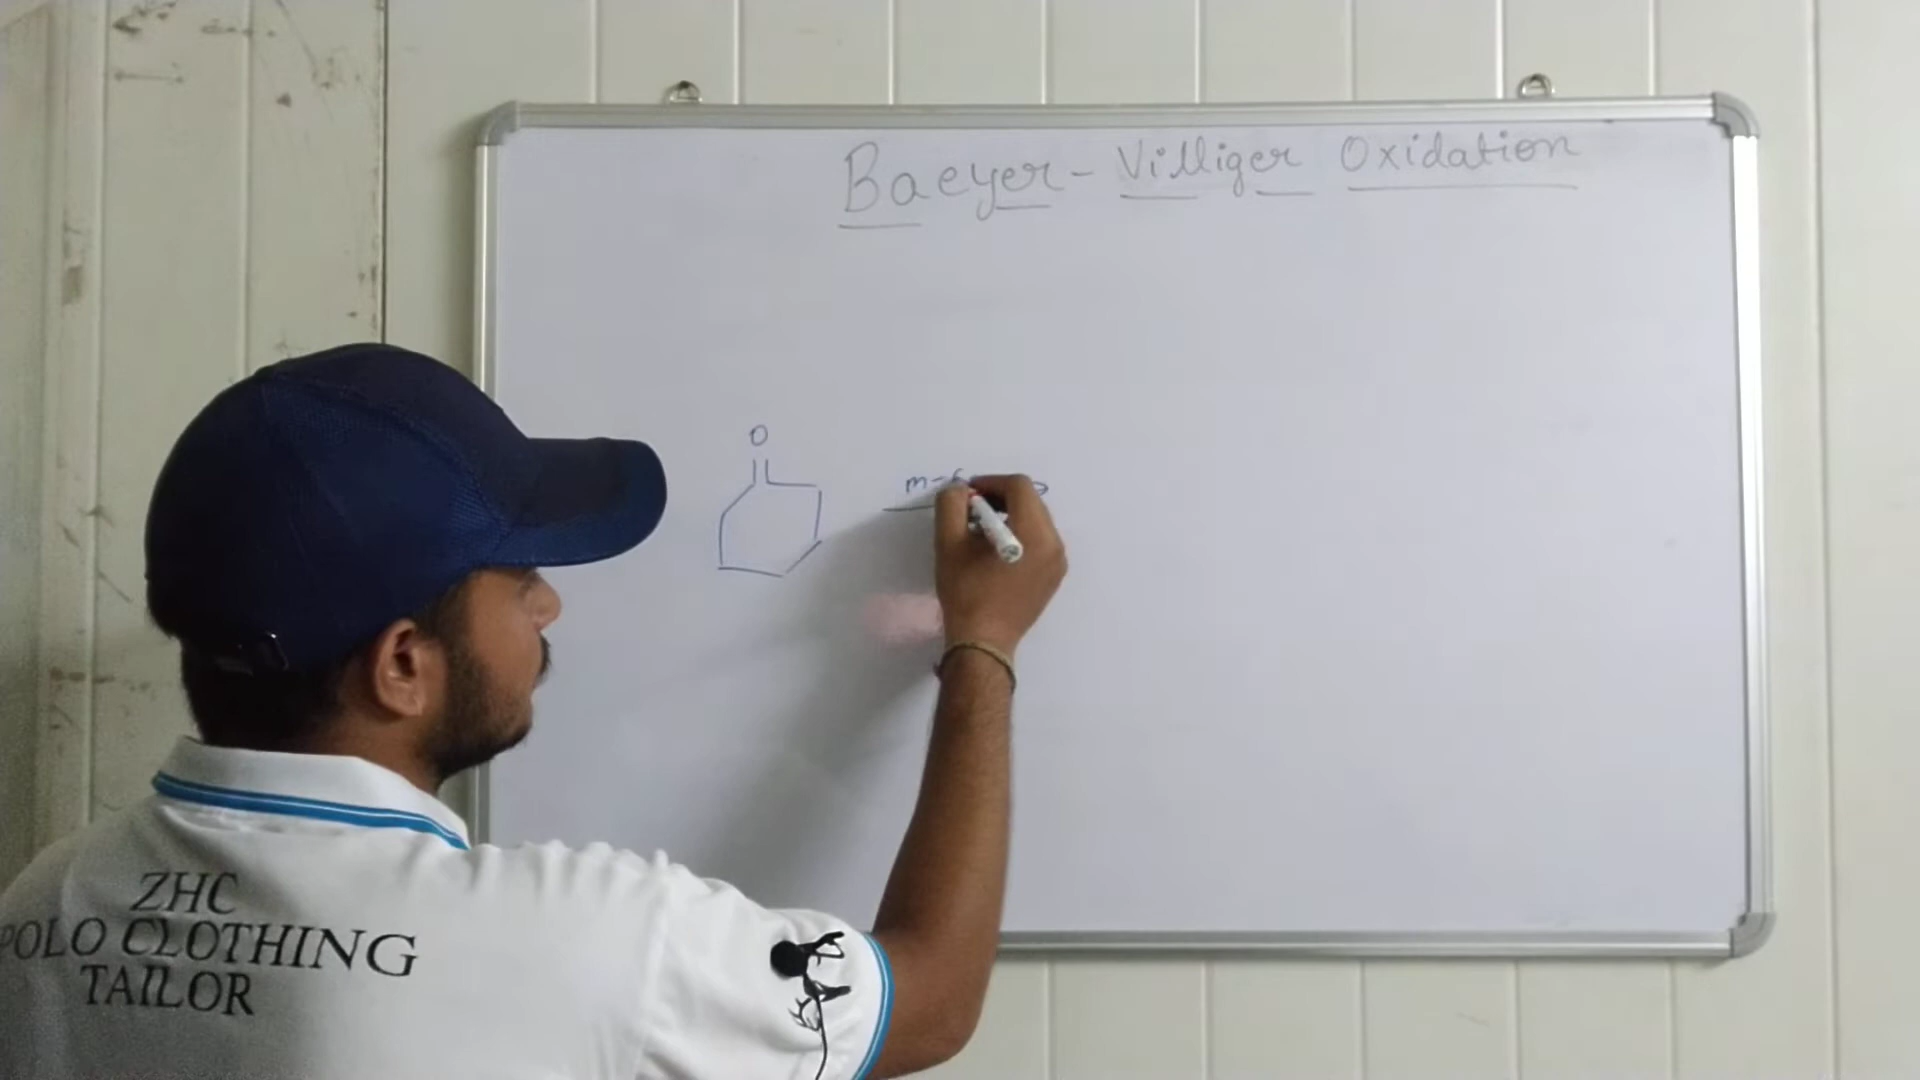 Baeyer - Villiger Oxidation
O
m-
ZHC
POLO CLOTHING
TAILOR